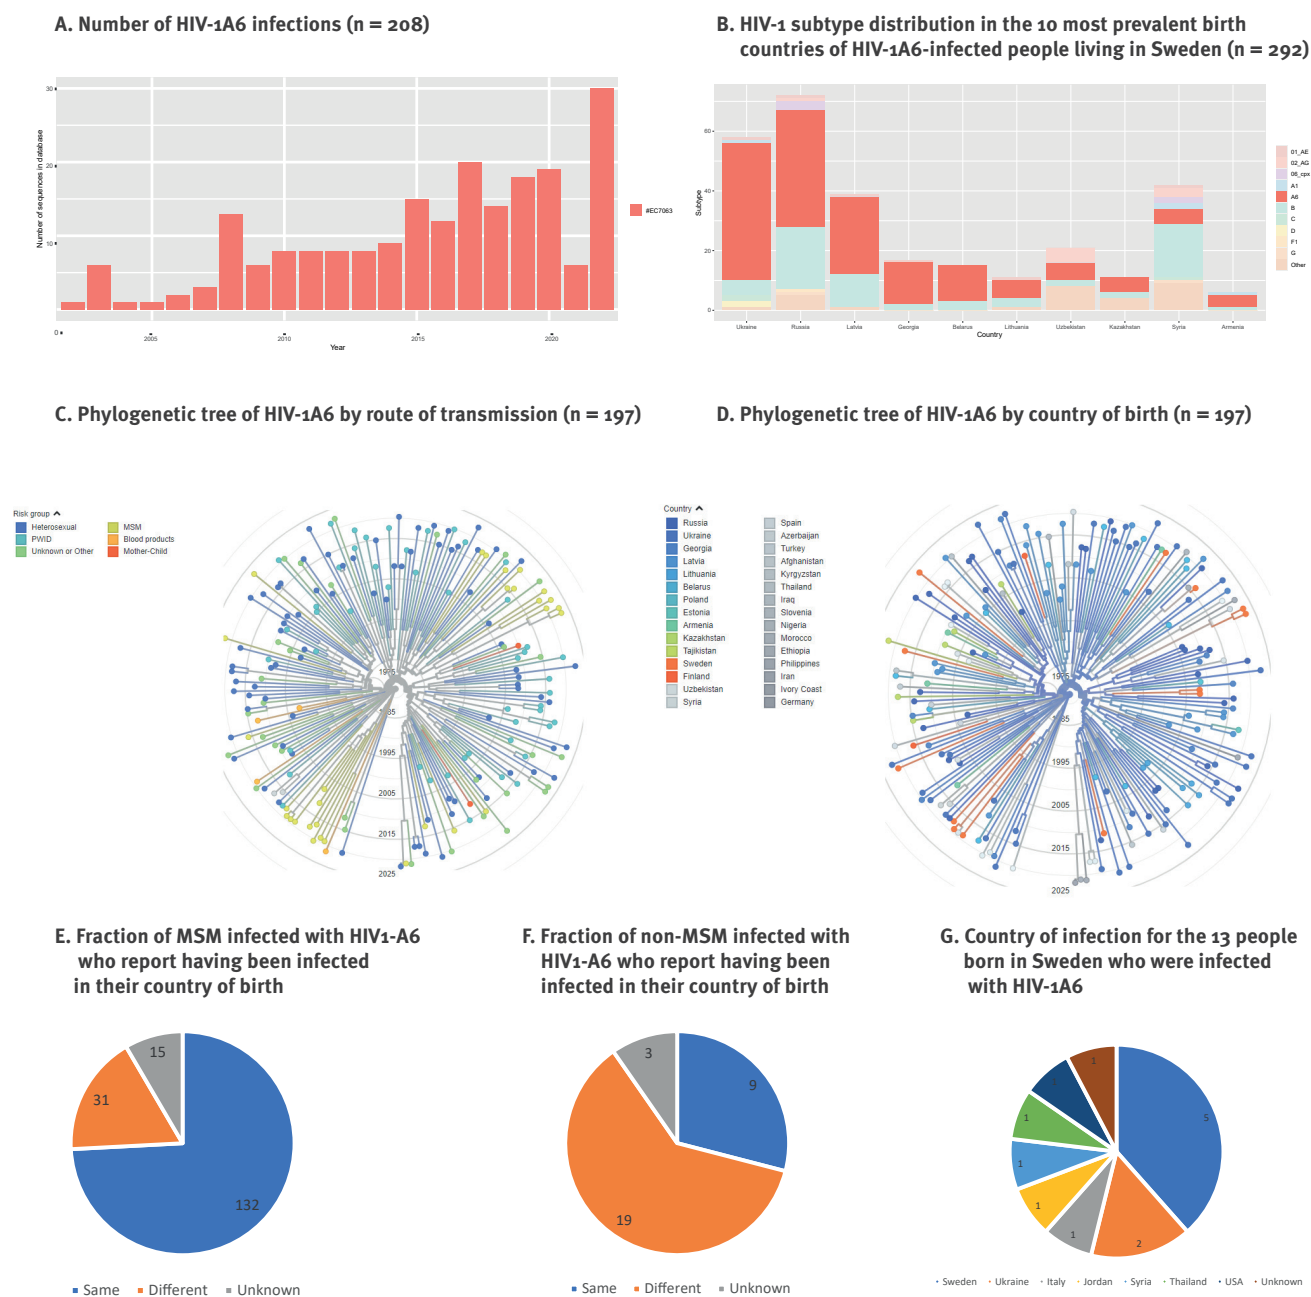 A. Number of HIV-1A6 infections (n = 208)
Number of sequences in database
30
20
10
0
2005
2010
2015
2020
Year
#EC7063
B. HIV-1 subtype distribution in the 10 most prevalent birth
countries of HIV-1A6-infected people living in Sweden (n = 292)
Subtype
60
40
20
0
Ukraine
Russia
Latvia
Georgia
Belarus
Lithuania
Uzbekistan
Kazakhstan
Syria
Armenia
Country
01_AE
02_AG
06_cpx
A1
A6
B
C
D
F1
G
Other
C. Phylogenetic tree of HIV-1A6 by route of transmission (n = 197)
Risk group
Heterosexual
PWID
Unknown or Other
MSM
Blood products
Mother-Child
1975
1985
1995
2005
2015
2025
D. Phylogenetic tree of HIV-1A6 by country of birth (n = 197)
Country
Russia
Ukraine
Georgia
Latvia
Lithuania
Belarus
Poland
Estonia
Armenia
Kazakhstan
Tajikistan
Sweden
Finland
Uzbekistan
Syria
Spain
Azerbaijan
Turkey
Afghanistan
Kyrgyzstan
Thailand
Iraq
Slovenia
Nigeria
Morocco
Ethiopia
Philippines
Iran
Ivory Coast
Germany
1975
1985
1995
2005
2015
2025
E. Fraction of MSM infected with HIV1-A6
who report having been infected
in their country of birth
15
31
132
Same Different Unknown
F. Fraction of non-MSM infected with
HIV1-A6 who report having been
infected in their country of birth
3
9
19
Same Different Unknown
G. Country of infection for the 13 people
born in Sweden who were infected
with HIV-1A6
1
1
5
1
1
1
1
2
Sweden Ukraine Italy Jordan Syria Thailand USA Unknown